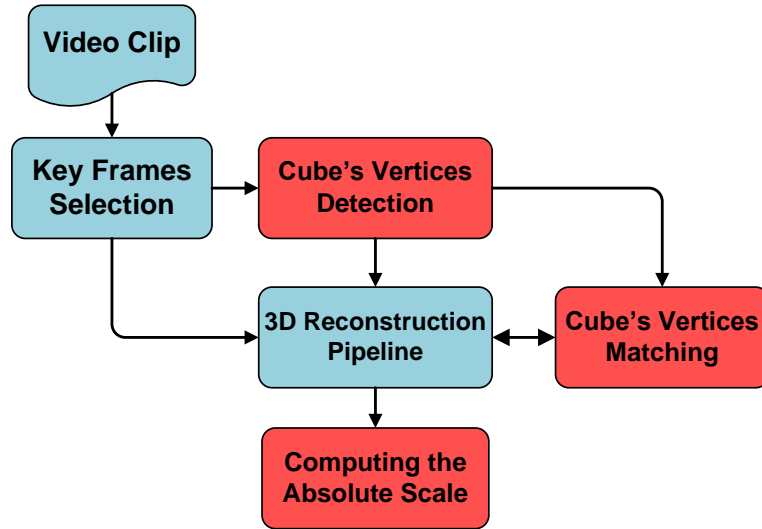 Video Clip
Key Frames
Selection
Cube’s Vertices
Detection
3D Reconstruction
Pipeline
Cube’s Vertices
Matching
Computing the
Absolute Scale